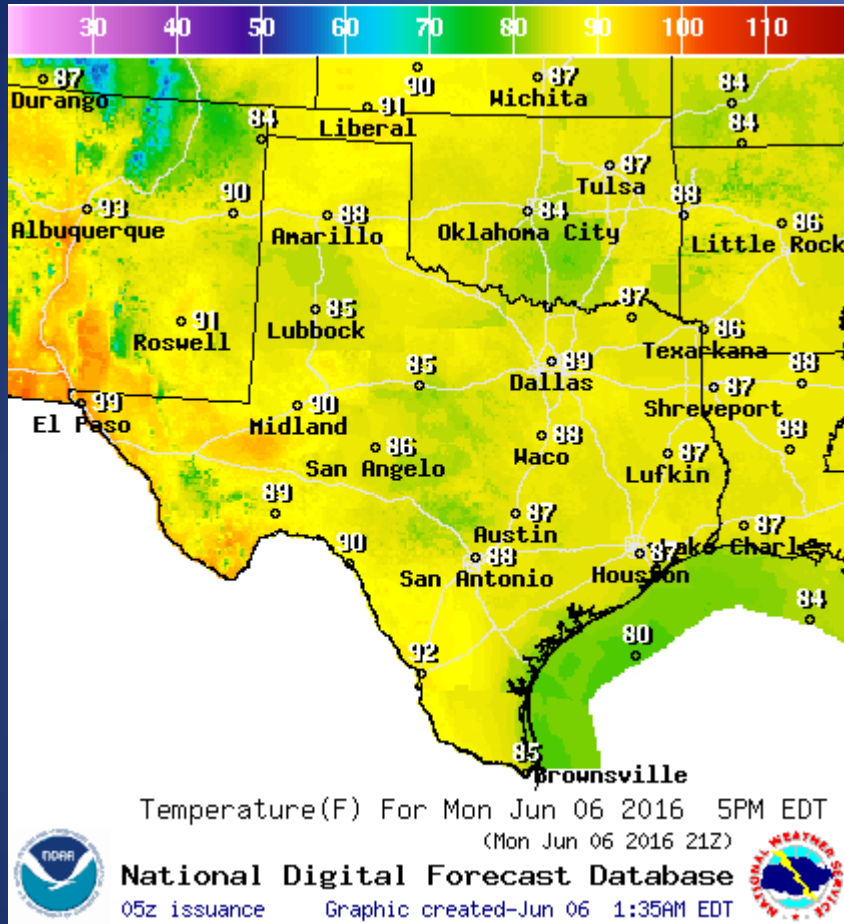 30 40 50 60 70 80 90 100 110
87 90 87 84
Durango 91 Wichita
84 Liberal 84
87
Tulsa
93 90 88 84 88 86
Albuquerque Amarillo Oklahoma City Little Rock
91 85 87 86
Roswell Lubbock Texarkana
85 89 88
Dallas 87
99 90 Shreveport
El Paso Midland 86 88 88
San Angelo Waco 87
Lufkin
89 87 87
Austin Lake Charles
90 88 87
San Antonio Houston
84
80
92
85
Brownsville
Temperature(F) For Mon Jun 06 2016 5PM EDT
(Mon Jun 06 2016 21Z)
National Digital Forecast Database
05z issuance Graphic created-Jun 06 1:35AM EDT
NOAA
NATIONAL WEATHER SERVICE